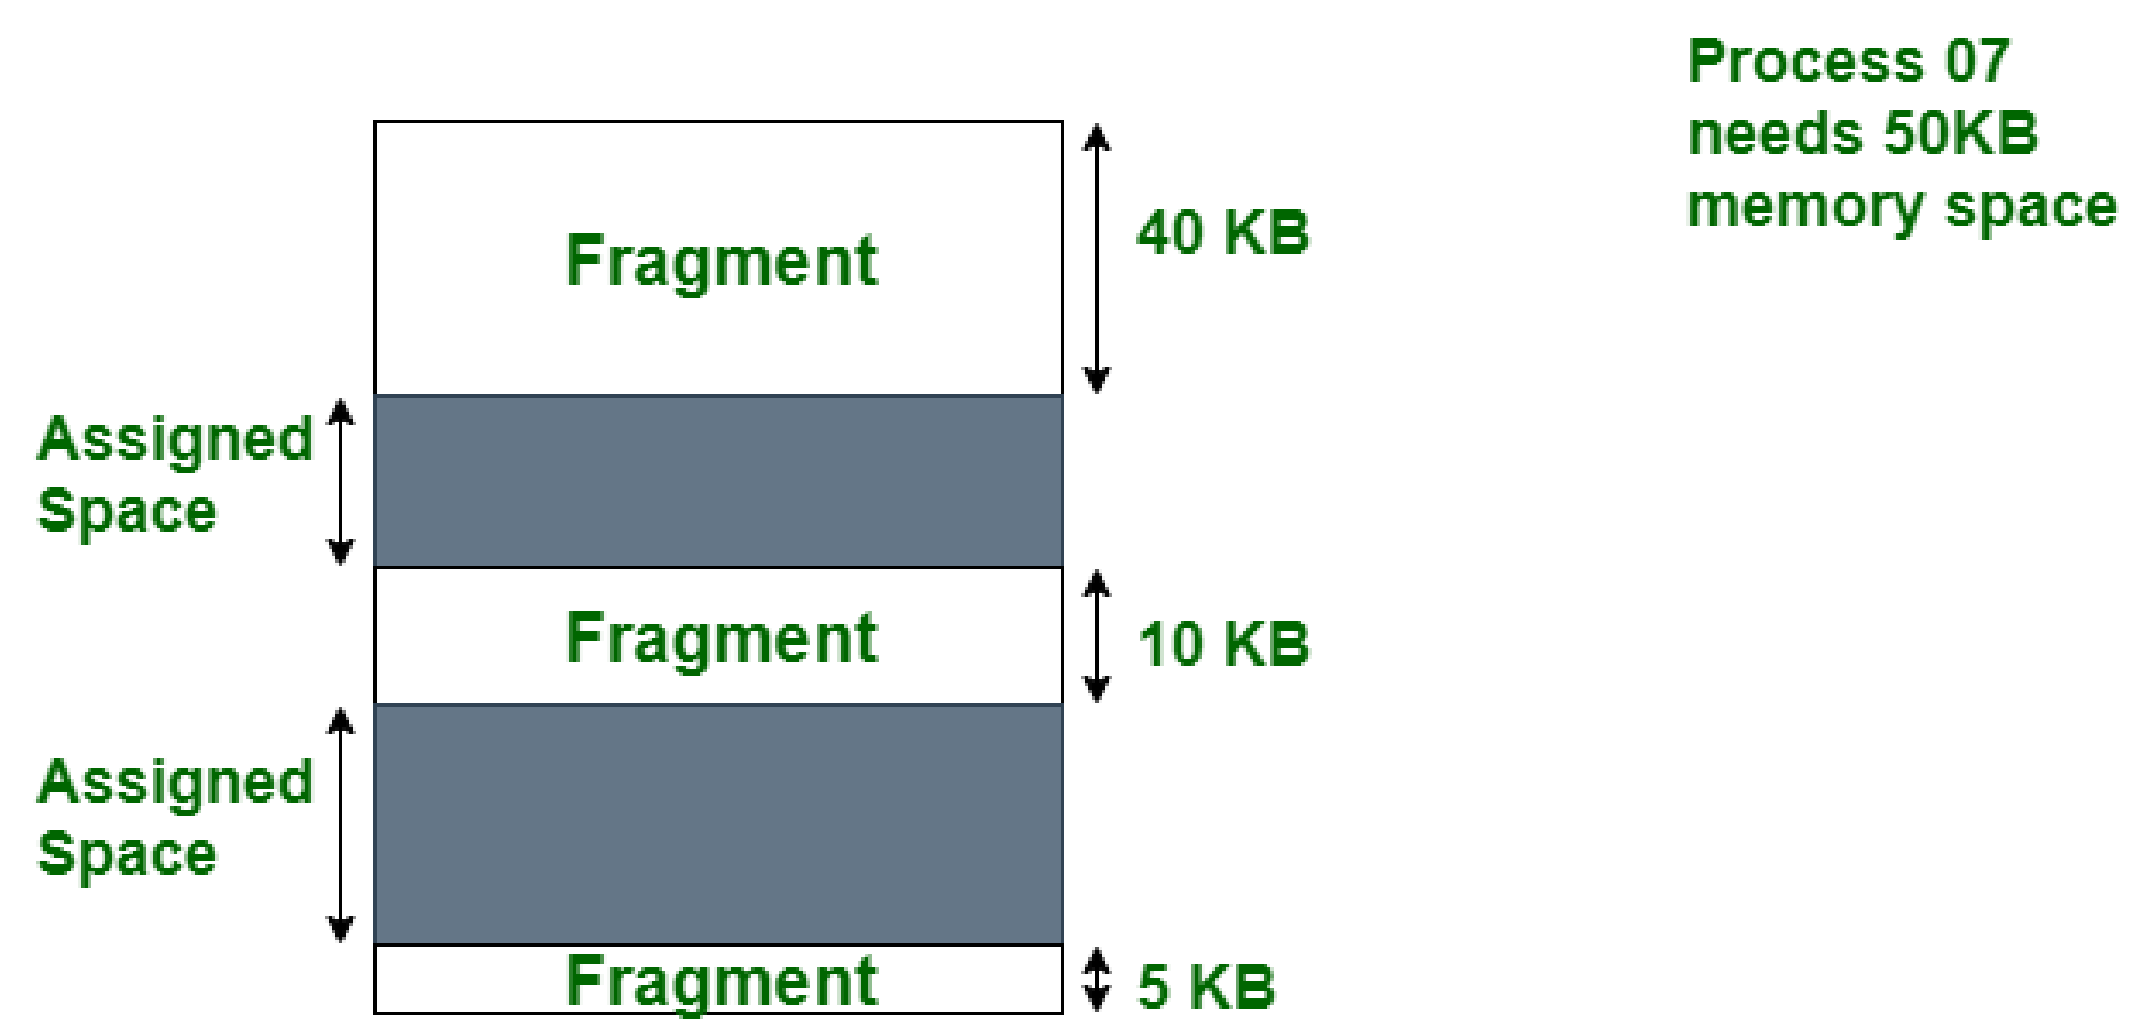 Process 07
needs 50KB
memory space
Fragment
40 KB
Assigned
Space
Fragment
10 KB
Assigned
Space
Fragment
5 KB